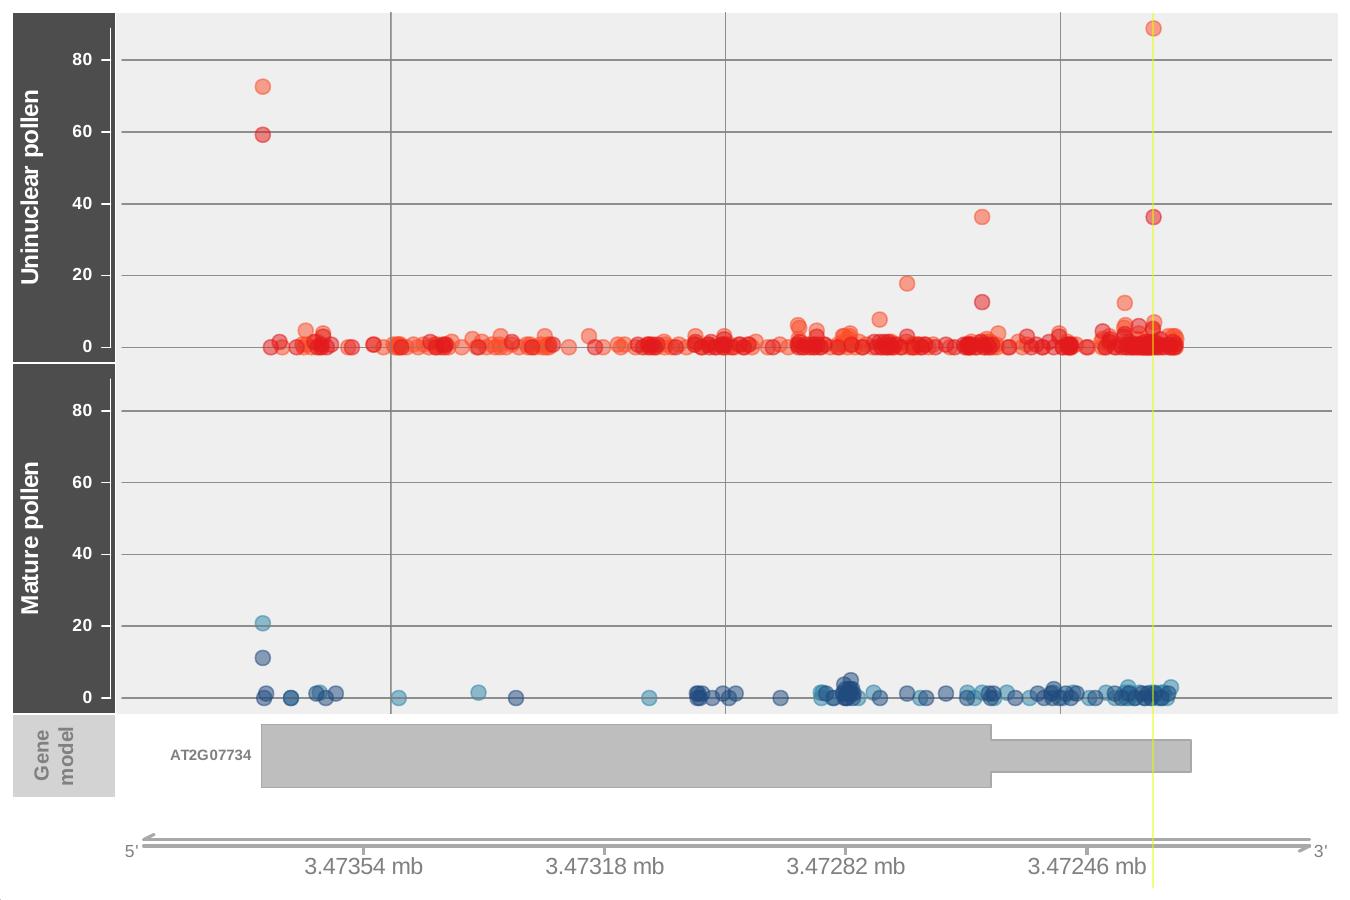 Uninuclear pollen
80
60
40
20
0
Mature pollen
80
60
40
20
0
Gene
model
AT2G07734
5'
3'
3.47354 mb
3.47318 mb
3.47282 mb
3.47246 mb